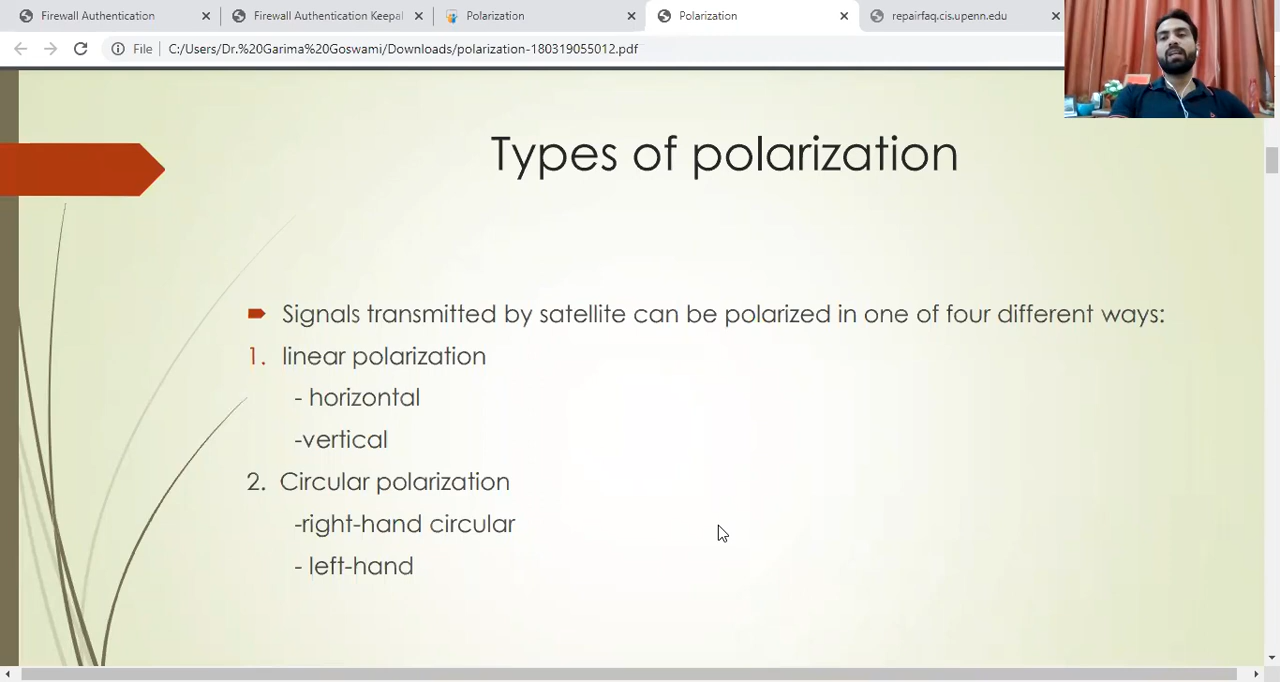 Firewall Authentication
Firewall Authentication Keepal
Polarization
Polarization
repairfaq.cis.upenn.edu
File
C:/Users/Dr.%20Garima%20Goswami/Downloads/polarization-180319055012.pdf
Types of polarization
Signals transmitted by satellite can be polarized in one of four different ways:
1. linear polarization
- horizontal
-vertical
2. Circular polarization
-right-hand circular
- left-hand